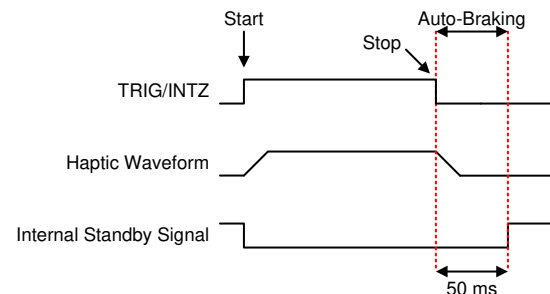 Start
Auto-Braking
Stop
TRIG/INTZ
Haptic Waveform
Internal Standby Signal
50 ms